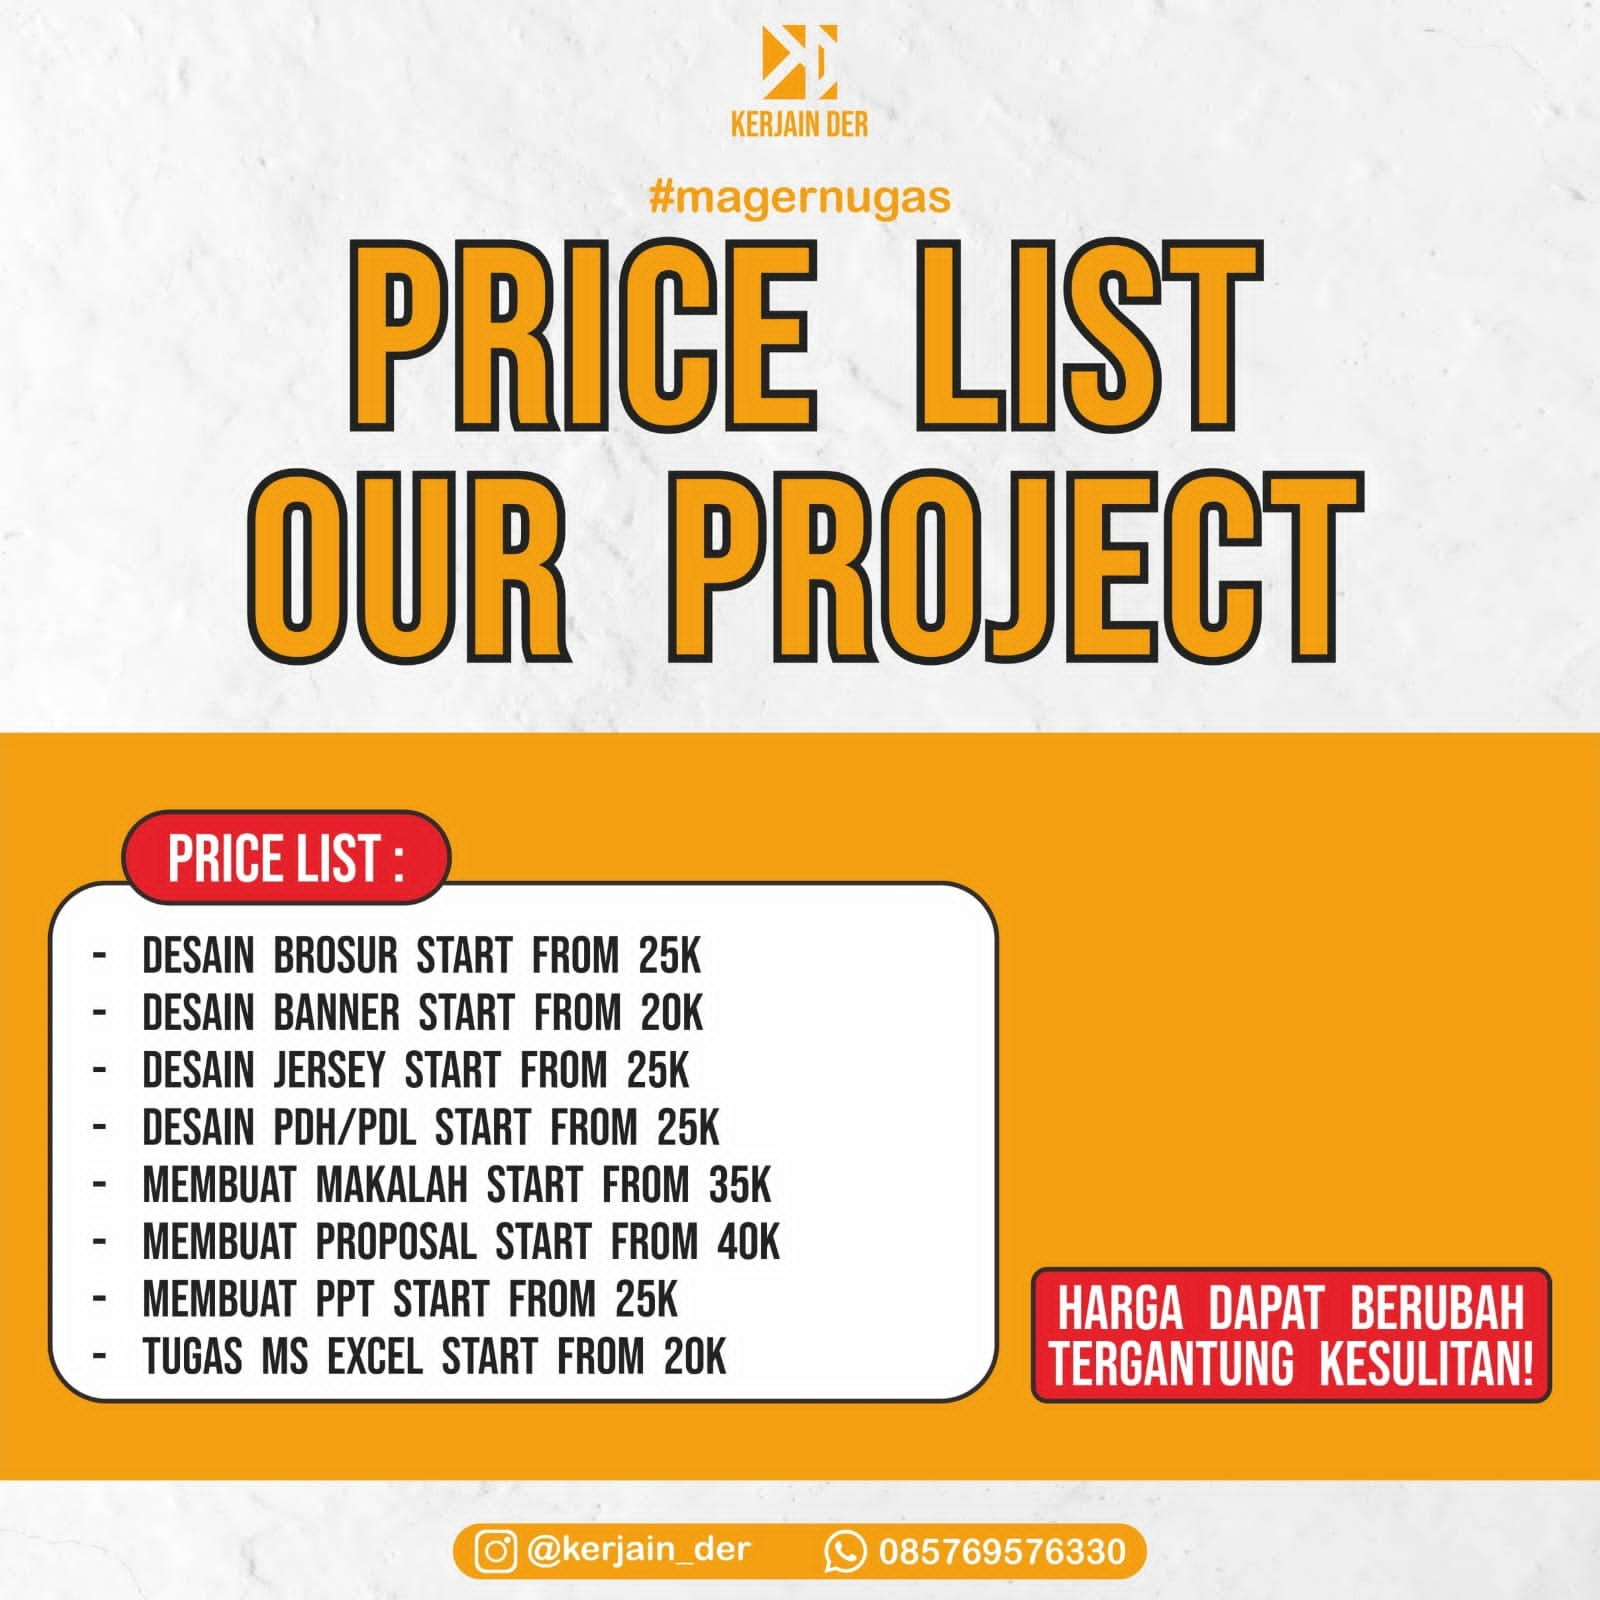 KERJAIN DER
#magernugas
PRICE LIST
OUR PROJECT
PRICE LIST :
- DESAIN BROSUR START FROM 25K
- DESAIN BANNER START FROM 20K
- DESAIN JERSEY START FROM 25K
- DESAIN PDH/PDL START FROM 25K
- MEMBUAT MAKALAH START FROM 35K
- MEMBUAT PROPOSAL START FROM 40K
- MEMBUAT PPT START FROM 25K
- TUGAS MS EXCEL START FROM 20K
HARGA DAPAT BERUBAH
TERGANTUNG KESULITAN!
@kerjain_der 085769576330